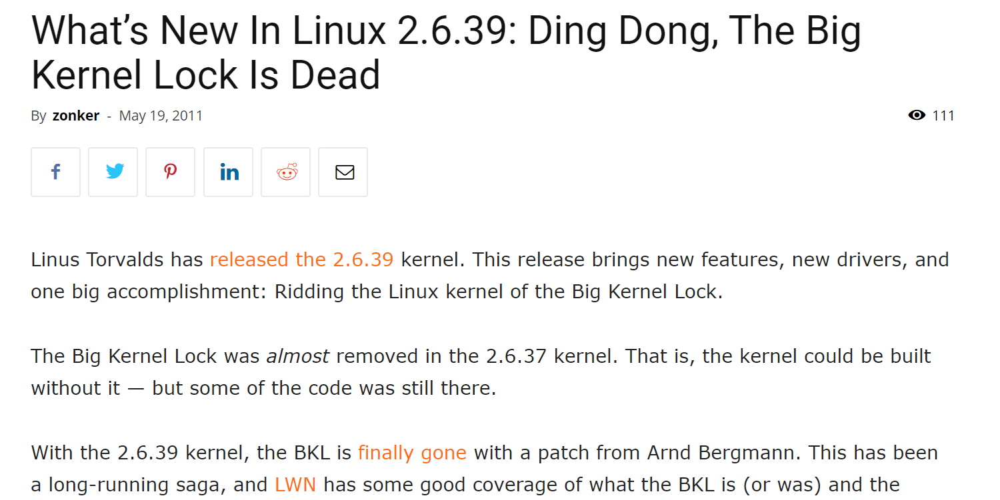 What’s New In Linux 2.6.39: Ding Dong, The Big
Kernel Lock Is Dead
By zonker - May 19, 2011
111
f
in
Linus Torvalds has released the 2.6.39 kernel. This release brings new features, new drivers, and
one big accomplishment: Ridding the Linux kernel of the Big Kernel Lock.
The Big Kernel Lock was almost removed in the 2.6.37 kernel. That is, the kernel could be built
without it — but some of the code was still there.
With the 2.6.39 kernel, the BKL is finally gone with a patch from Arnd Bergmann. This has been
a long-running saga, and LWN has some good coverage of what the BKL is (or was) and the